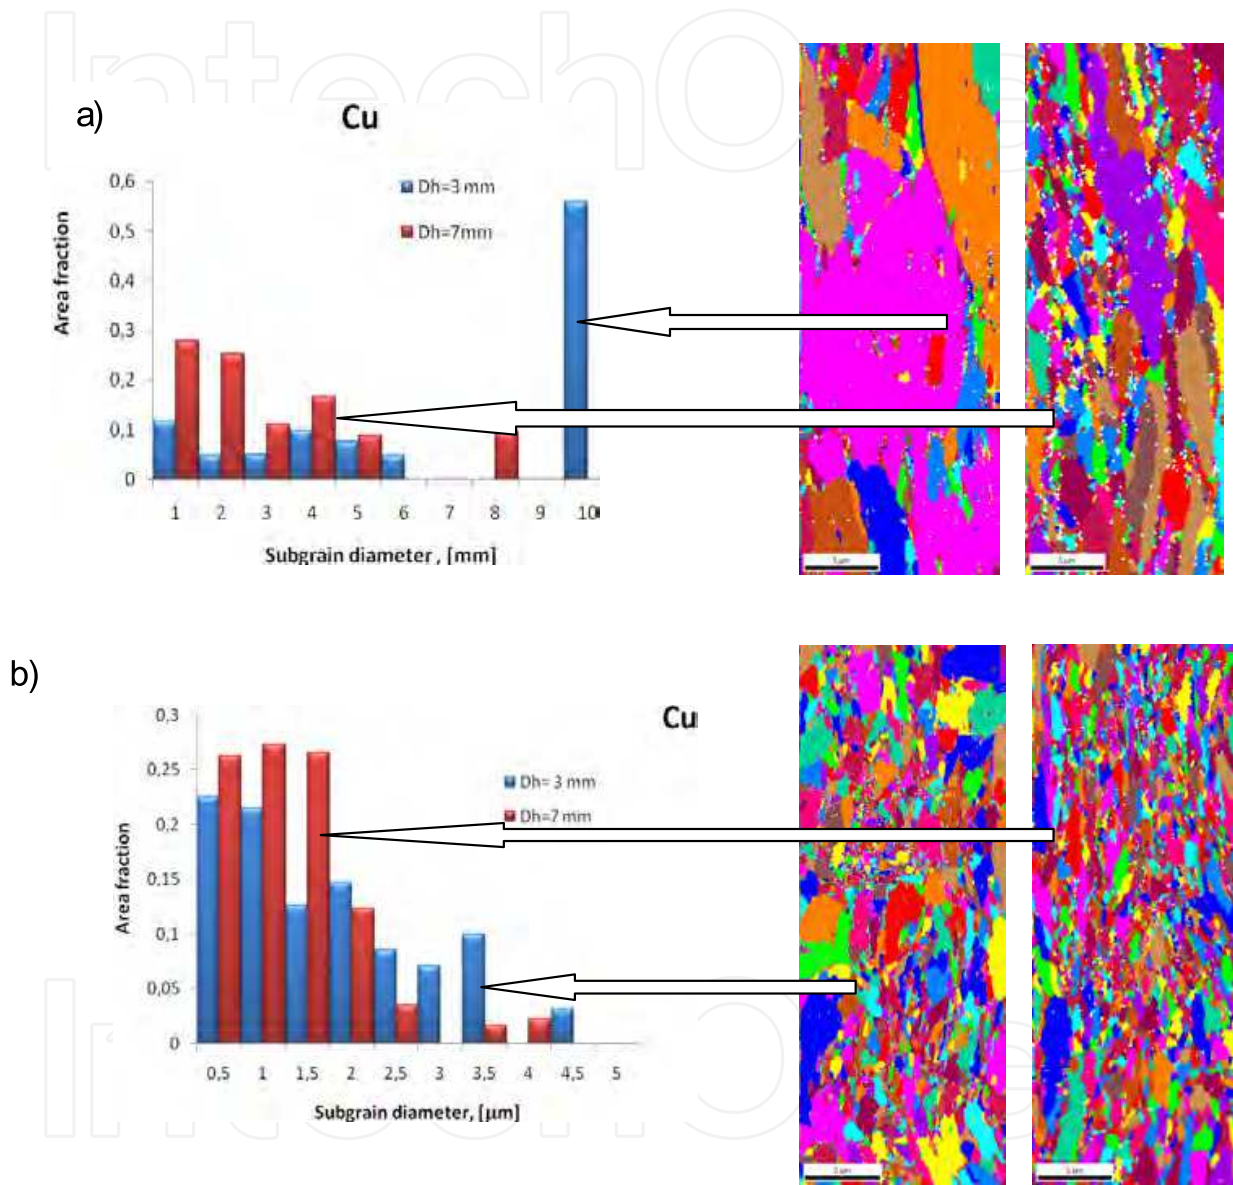 IntechOpen
a)
Cu
Dh=3 mm
Dh=7mm
Area fraction
0,6
0,5
0,4
0,3
0,2
0,1
0
1 2 3 4 5 6 7 8 9 10
Subgrain diameter , [mm]
b)
Cu
Dh= 3 mm
Dh=7 mm
Area fraction
0,3
0,25
0,2
0,15
0,1
0,05
0
0,5 1 1,5 2 2,5 3 3,5 4 4,5 5
Subgrain diameter, [µm]